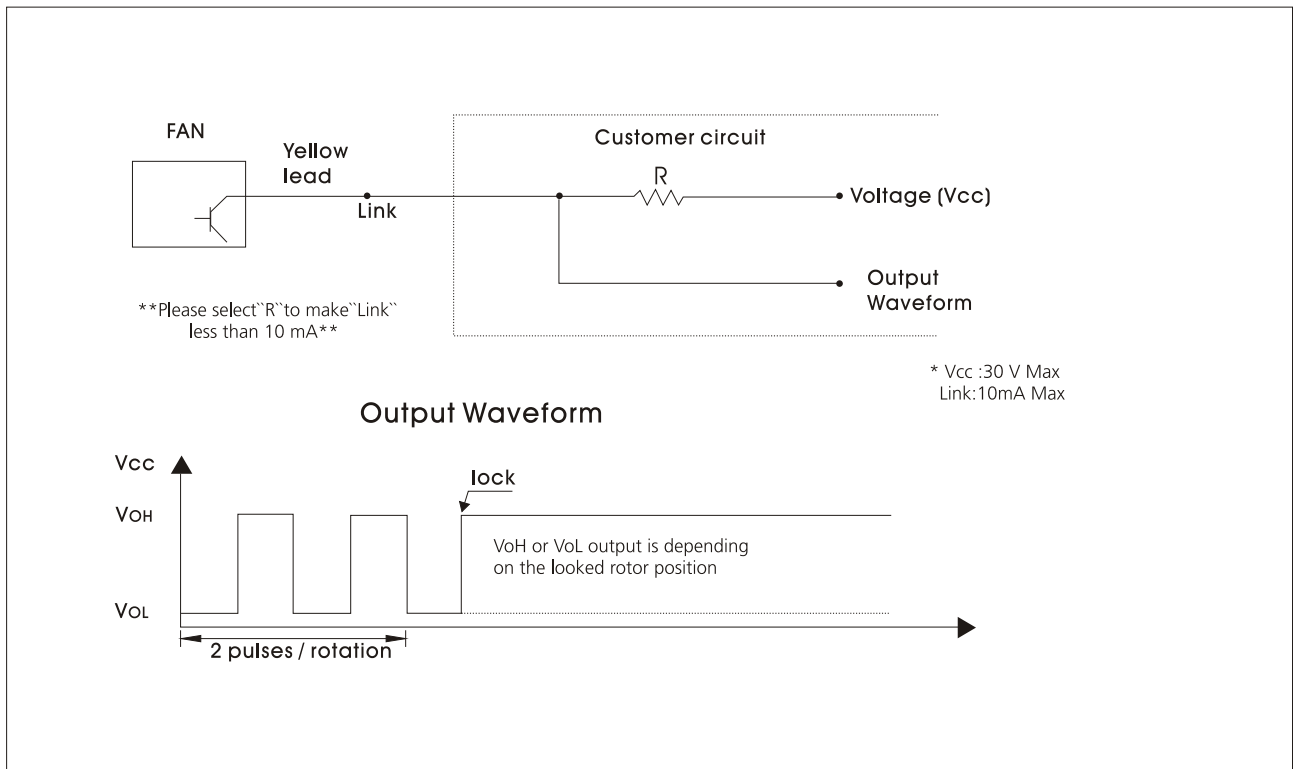 FAN
Yellow
lead
Link
Customer circuit
R
Voltage (Vcc)
Output
Waveform
**Please select``R``to make``Link``
less than 10 mA**
* Vcc :30 V Max
Link:10mA Max
Output Waveform
Vcc
VOH
VOL
lock
VoH or VoL output is depending
on the looked rotor position
2 pulses / rotation